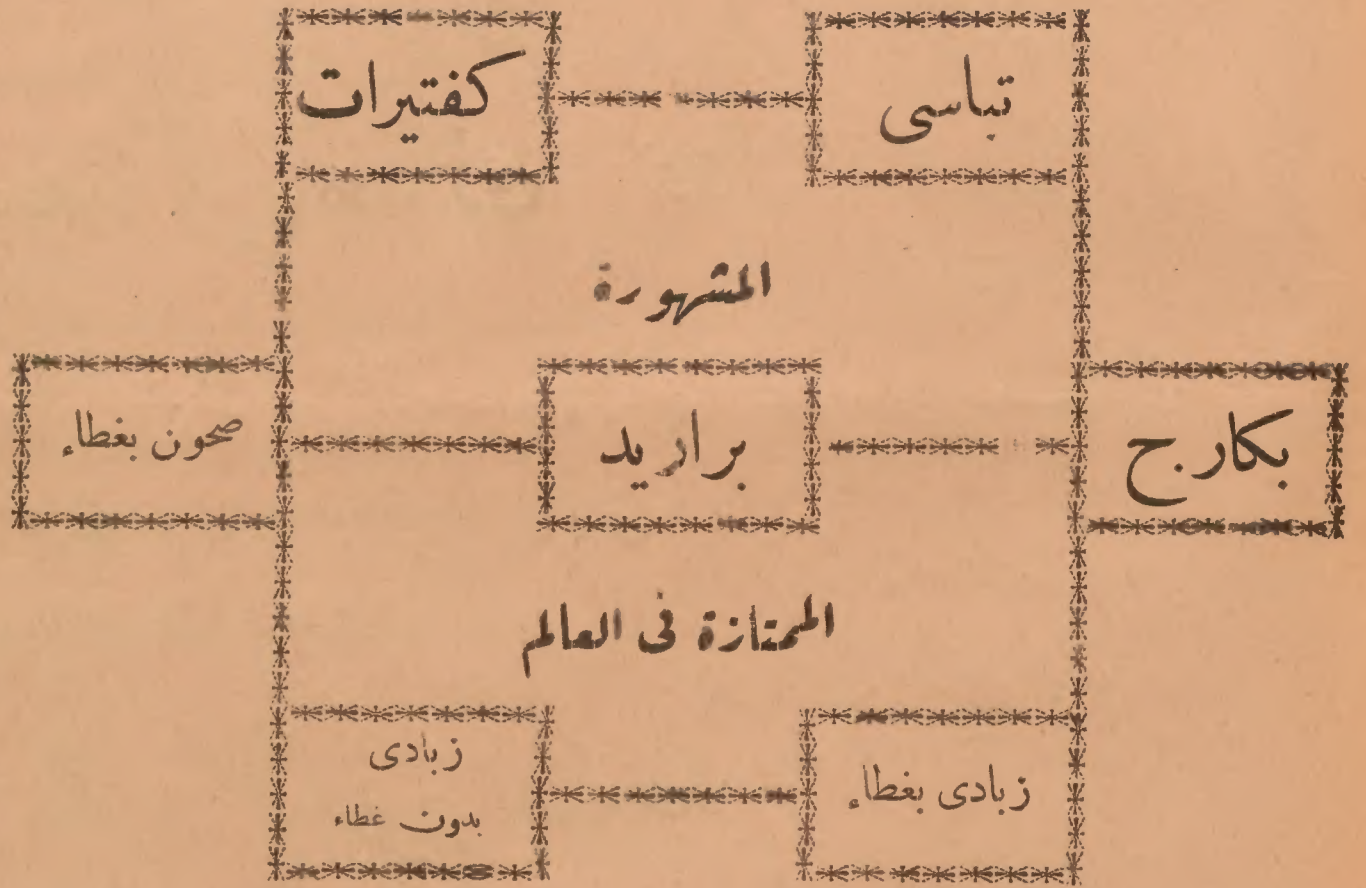 تباسى
كفتيرات
المشهورة
بكارج
براريد
صحون بغطاء
الممتازة فى العالم
زبادى بغطاء
زبادى
بدون غطاء